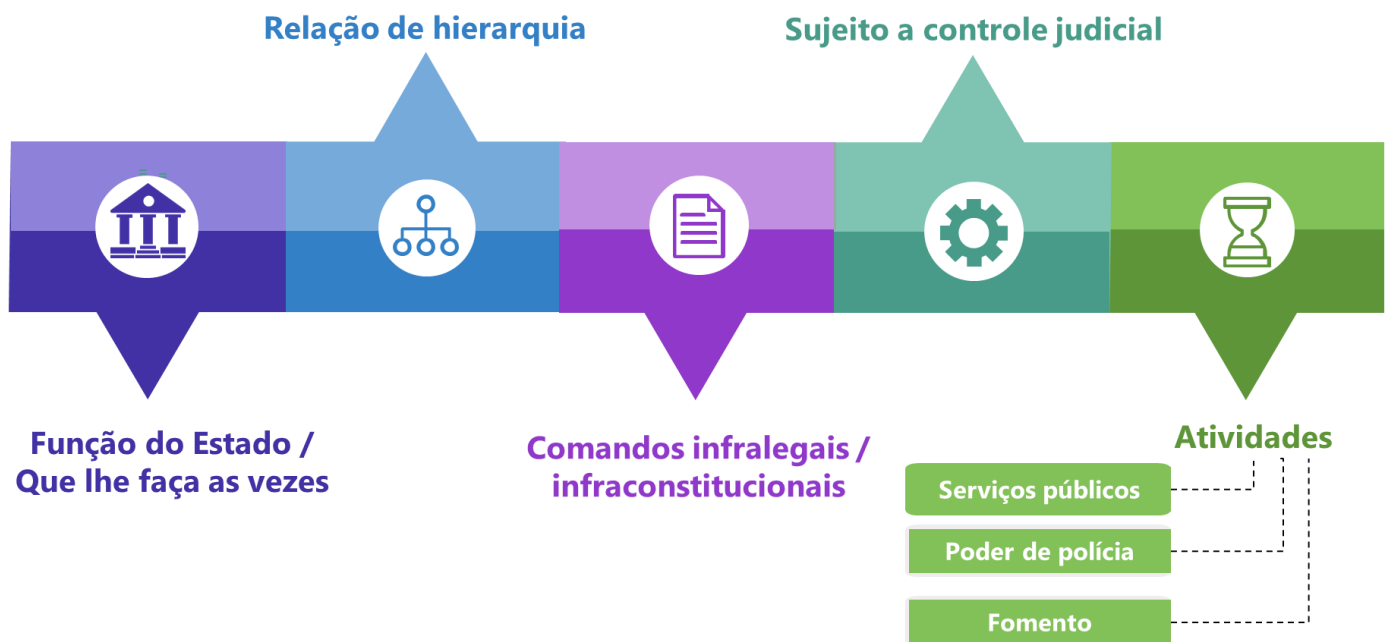 Relação de hierarquia
Sujeito a controle judicial
Função do Estado /
Que lhe faça as vezes
Comandos infralegais /
infraconstitucionais
Atividades
Serviços públicos
Poder de polícia
Fomento